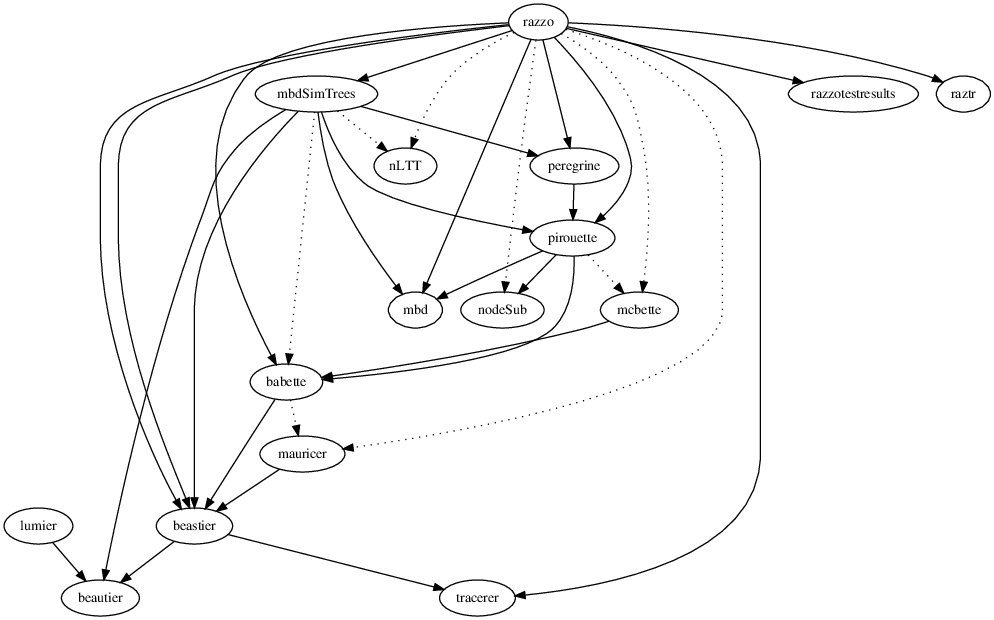 razzo
mbdSimTrees
razzotestresults
raztr
nLTT
peregrine
pirouette
mbd
nodeSub
mcbette
babette
mauricer
lumier
beastier
beautier
tracerer